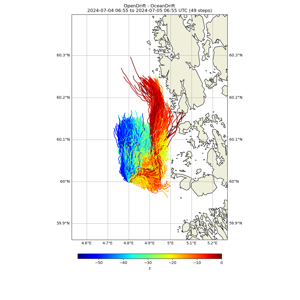 OpenDrift - OceanDrift
2024-07-04 06:55 to 2024-07-05 06:55 UTC (49 steps)
60.3°N 60.3°N
60.2°N 60.2°N
60.1°N 60.1°N
60°N 60°N
59.9°N 59.9°N
4.6°E 4.7°E 4.8°E 4.9°E 5°E 5.1°E 5.2°E
−50 −40 −30 −20 −10 0
z